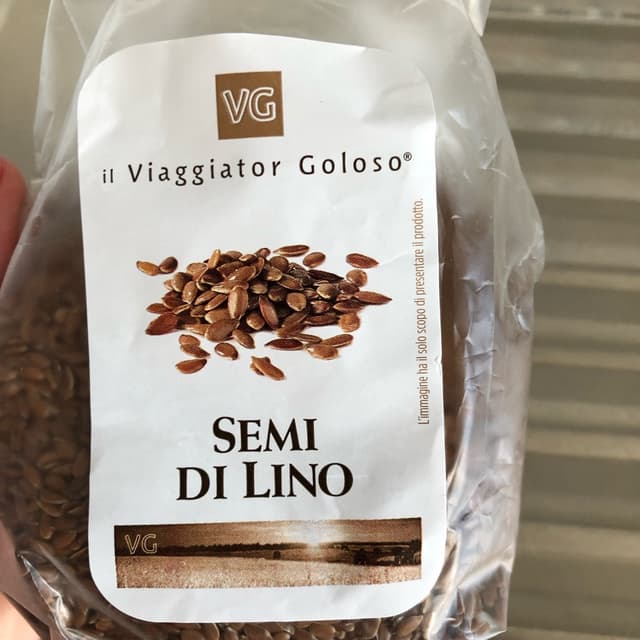 VG
il Viaggiator Goloso®
L'immagine ha il solo scopo di presentare il prodotto.
SEMI
DI LINO
VG